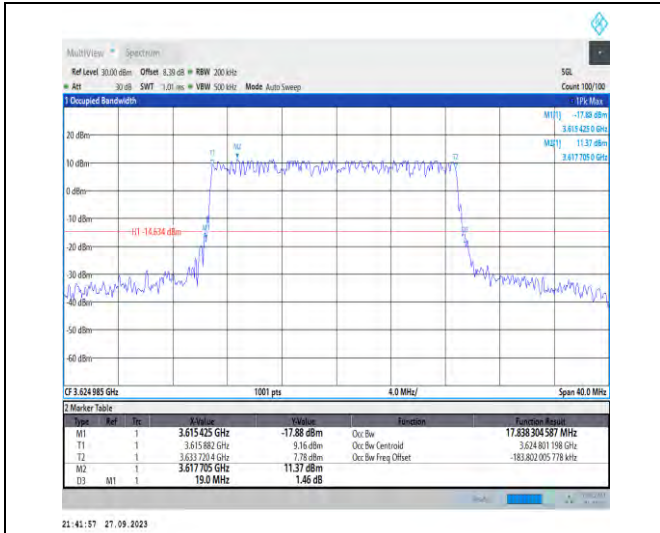 MultiView Spectrum
Ref Level 30.00 dBm Offset 8.39 dB RBW 200 kHz SGL
Att 30 dB SWT 1.01 ms VBW 500 kHz Mode Auto Sweep Count 100/100
1 Occupied Bandwidth 1Pk Max
M1[1] -17.88 dBm
3.615 425 0 GHz
M2[1] 11.37 dBm
3.617 705 0 GHz
20 dBm
T1 M2 T2
10 dBm
0 dBm
-10 dBm
H1 -14.634 dBm
-20 dBm
-30 dBm
-40 dBm
-50 dBm
-60 dBm
CF 3.624 985 GHz 1001 pts 4.0 MHz/ Span 40.0 MHz
2 Marker Table
Type Ref Trc X-Value Y-Value Function Function Result
M1 1 3.615 425 GHz -17.88 dBm Occ Bw 17.838 304 587 MHz
T1 1 3.615 882 GHz 9.16 dBm Occ Bw Centroid 3.624 801 198 GHz
T2 1 3.633 720 4 GHz 7.78 dBm Occ Bw Freq Offset -183.802 005 778 kHz
M2 1 3.617 705 GHz 11.37 dBm
D3 M1 1 19.0 MHz 1.46 dB
21:41:57 27.09.2023